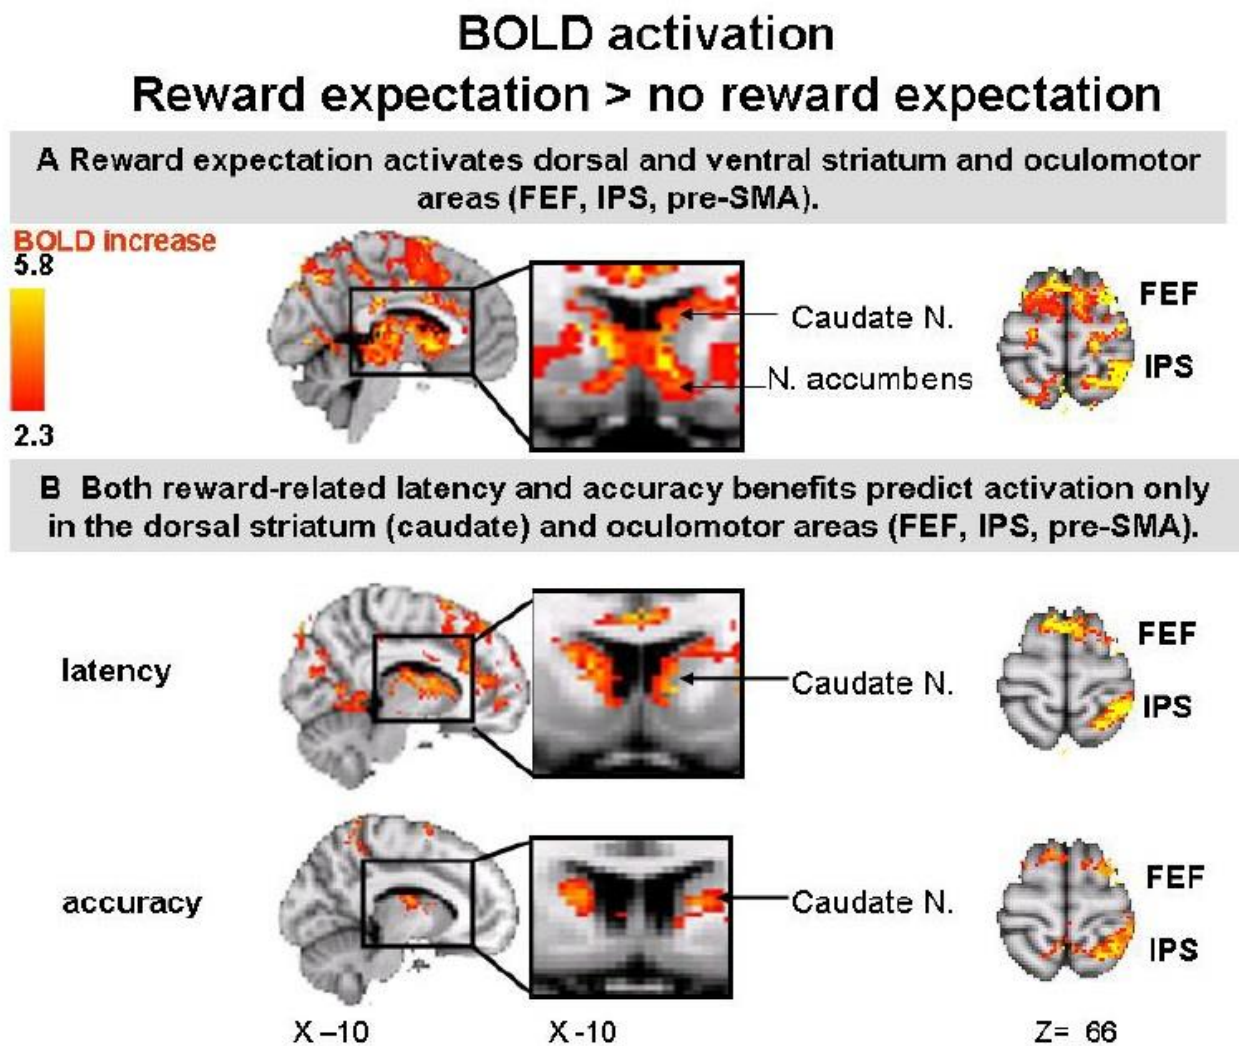 BOLD activation
Reward expectation > no reward expectation
A Reward expectation activates dorsal and ventral striatum and oculomotor
areas (FEF, IPS, pre-SMA).
BOLD increase
5.8
2.3
Caudate N.
N. accumbens
FEF
IPS
B Both reward-related latency and accuracy benefits predict activation only
in the dorsal striatum (caudate) and oculomotor areas (FEF, IPS, pre-SMA).
latency
Caudate N.
FEF
IPS
accuracy
Caudate N.
FEF
IPS
X –10
X -10
Z= 66